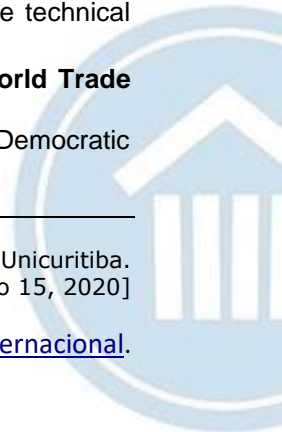 e technical
orld Trade
Democratic
Unicuritiba.
o 15, 2020]
ernacional.